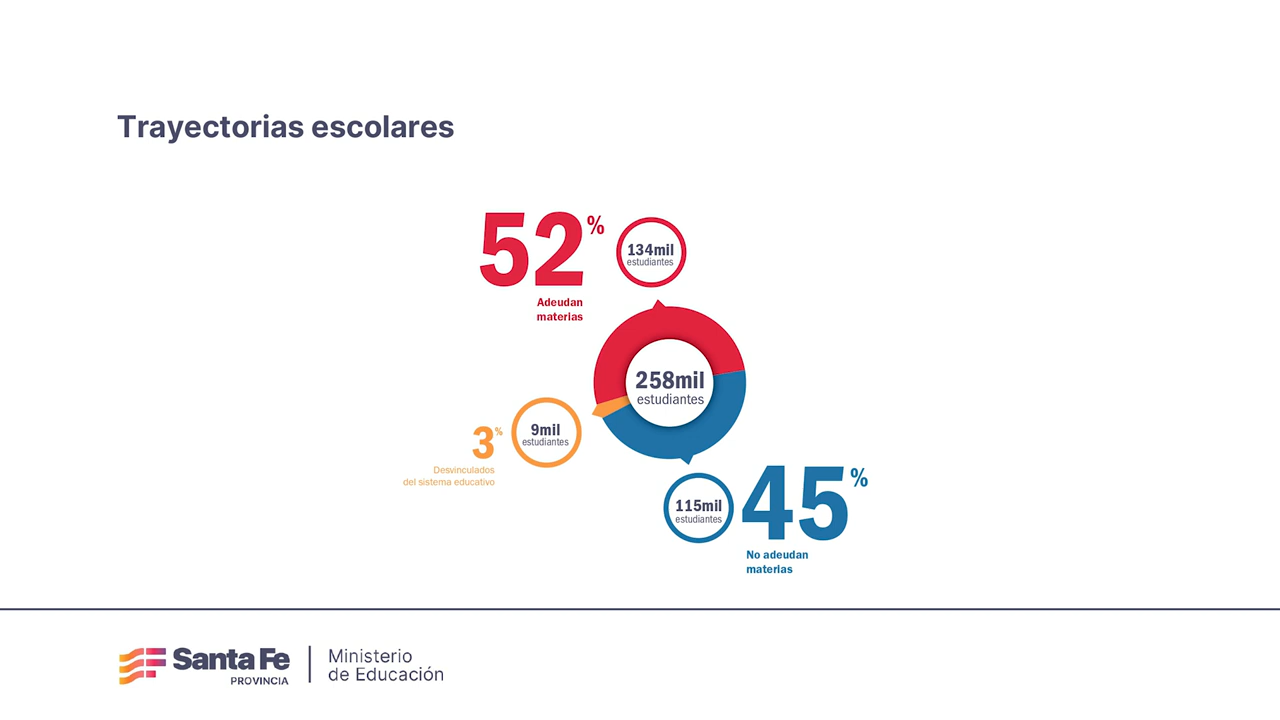 Trayectorias escolares
52%
134mil
estudiantes
Adeudan
materias
258mil
estudiantes
3%
9mil
estudiantes
Desvinculados
del sistema educativo
115mil
estudiantes
45%
No adeudan
materias
Santa Fe
PROVINCIA
Ministerio
de Educación